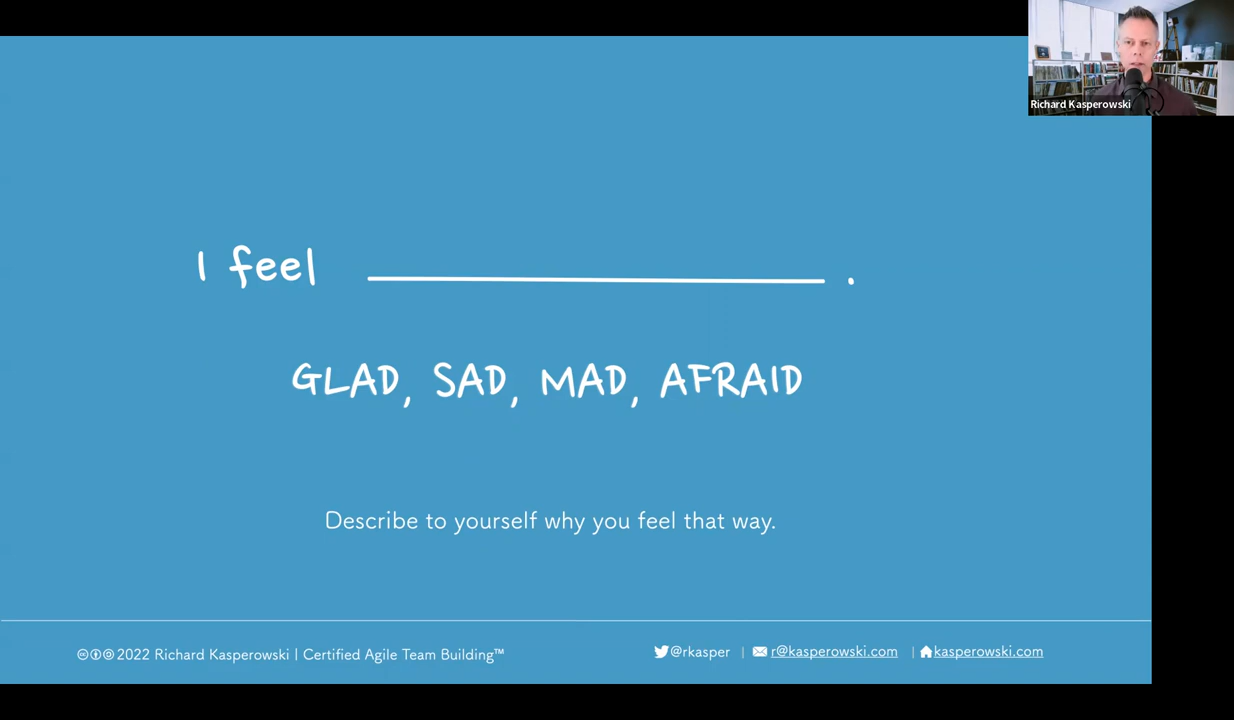 Richard Kasperowski
I feel ____________ .
GLAD, SAD, MAD, AFRAID
Describe to yourself why you feel that way.
2022 Richard Kasperowski | Certified Agile Team Building™
@rkasper | r@kasperowski.com | kasperowski.com